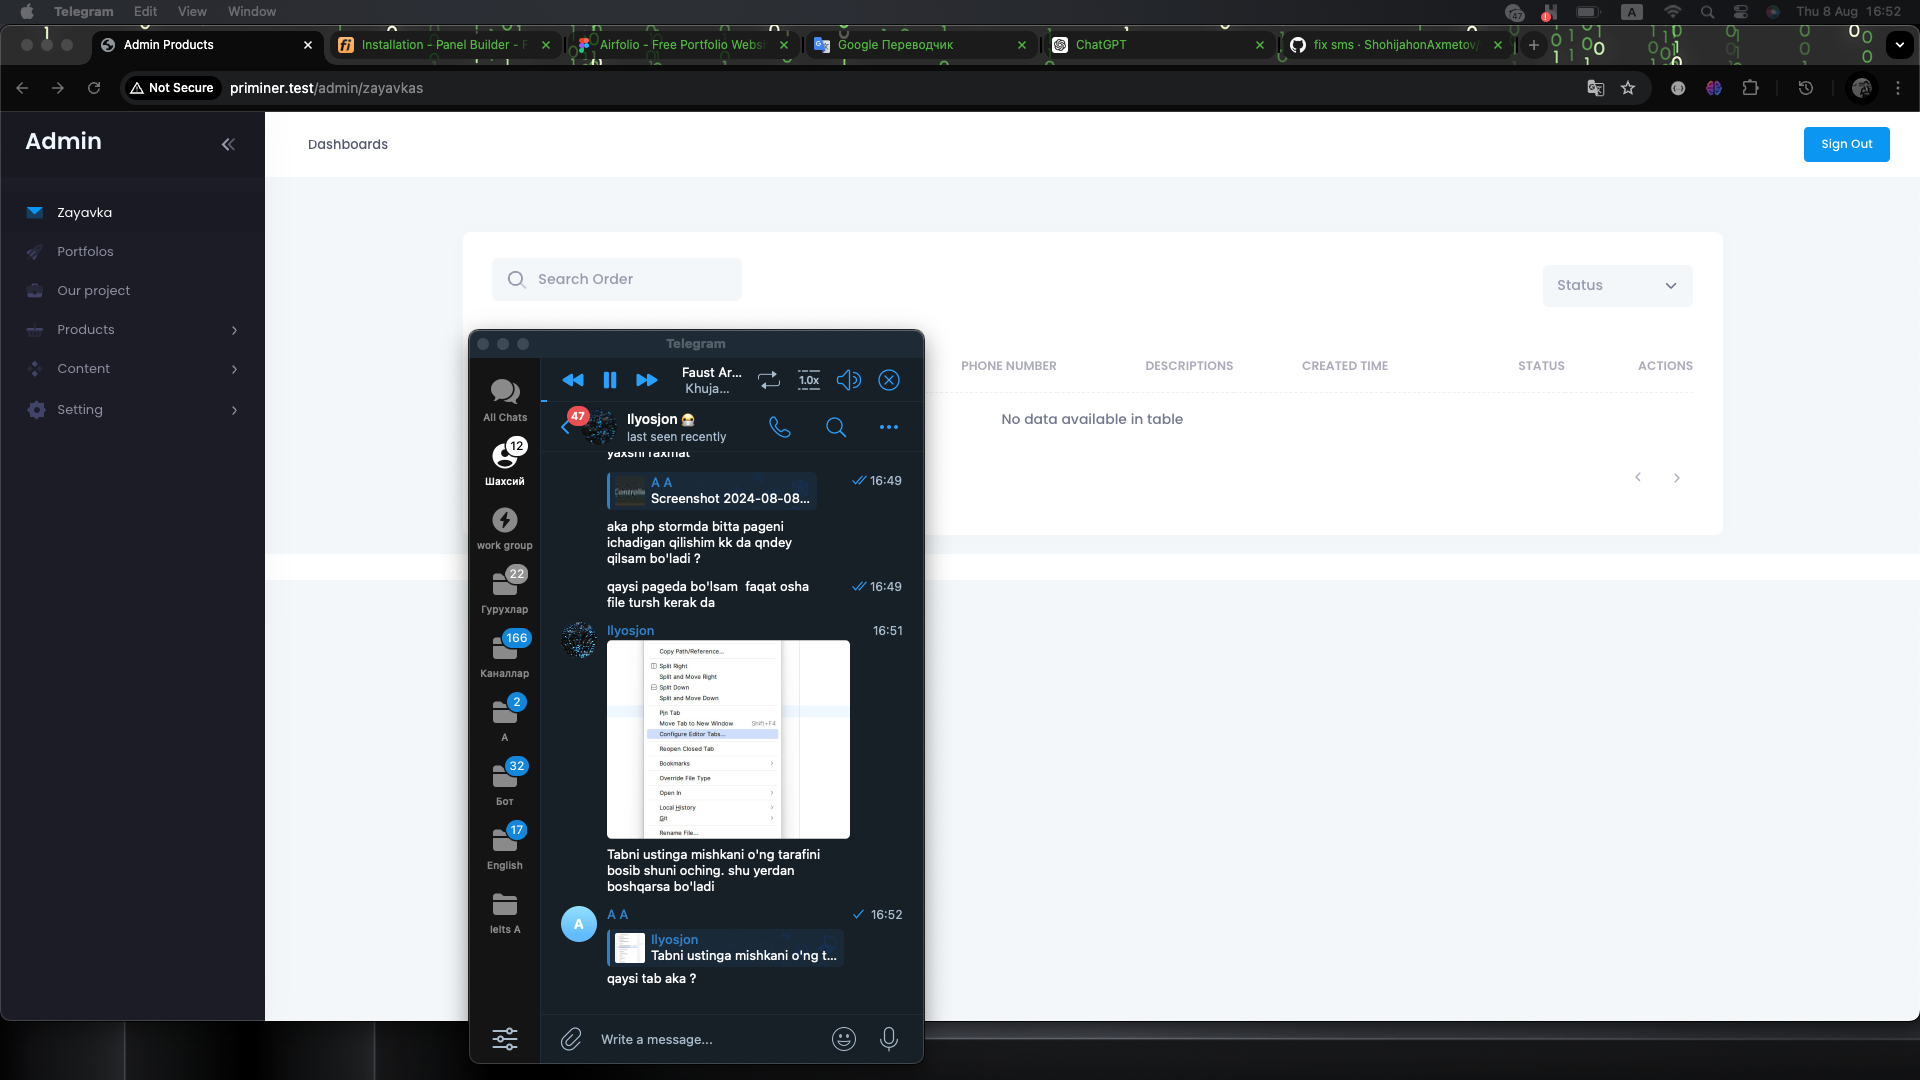 Telegram Edit View Window
47 A Thu 8 Aug 16:52
Admin Products
Installation - Panel Builder - F
Airfolio - Free Portfolio Websi
Google Переводчик
ChatGPT
fix sms · ShohijahonAxmetov/
Not Secure priminer.test/admin/zayavkas
Admin
Dashboards
Sign Out
Zayavka
Portfolos
Our project
Products
Content
Setting
Search Order
Status
PHONE NUMBER DESCRIPTIONS CREATED TIME STATUS ACTIONS
No data available in table
Telegram
Faust Ar...
Khuja...
1.0x
All Chats
12
Шахсий
work group
22
Гурухлар
166
Каналлар
2
A
32
Бот
17
English
Ielts A
47
Ilyosjon
last seen recently
yaxshi raxmat
A A 16:49
Screenshot 2024-08-08...
aka php stormda bitta pageni
ichadigan qilishim kk da qndey
qilsam bo'ladi ?
qaysi pageda bo'lsam faqat osha 16:49
file tursh kerak da
Ilyosjon 16:51
Copy Path/Reference...
Split Right
Split and Move Right
Split Down
Split and Move Down
Pin Tab
Move Tab to New Window Shift+F4
Configure Editor Tabs...
Reopen Closed Tab
Bookmarks
Override File Type
Open In
Local History
Git
Rename File...
Tabni ustinga mishkani o'ng tarafini
bosib shuni oching. shu yerdan
boshqarsa bo'ladi
A
A A 16:52
Ilyosjon
Tabni ustinga mishkani o'ng t...
qaysi tab aka ?
Write a message...